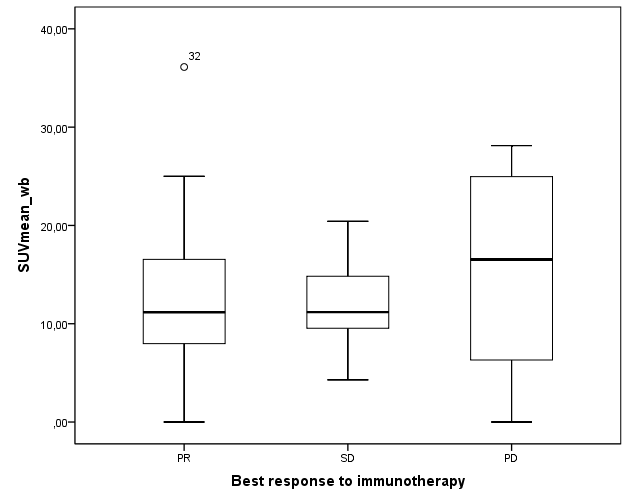 40,00
32
30,00
SUVmean_wb
20,00
10,00
,00
PR SD PD
Best response to immunotherapy